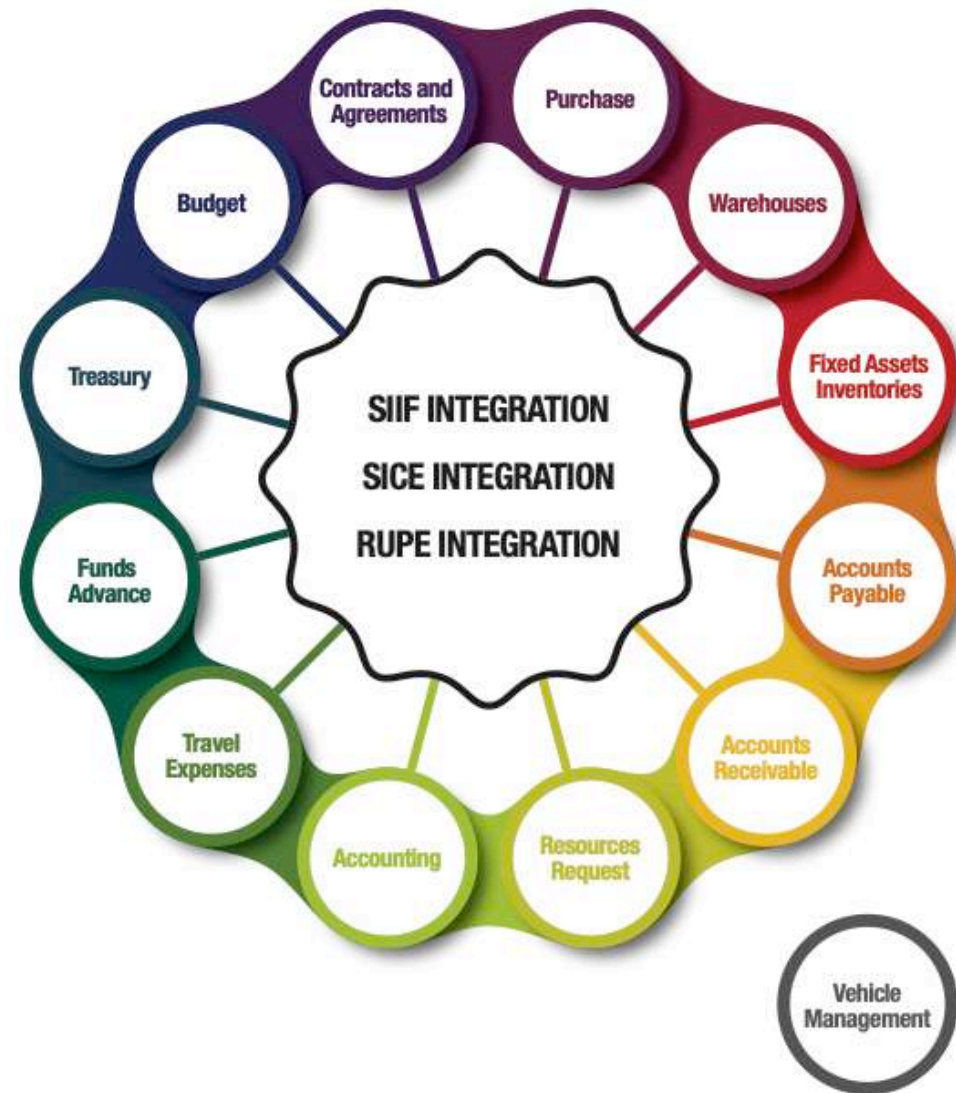 Contracts and
Agreements
Purchase
Budget
Warehouses
Treasury
Fixed Assets
Inventories
SIIF INTEGRATION
SICE INTEGRATION
RUPE INTEGRATION
Funds
Advance
Accounts
Payable
Travel
Expenses
Accounts
Receivable
Accounting
Resources
Request
Vehicle
Management